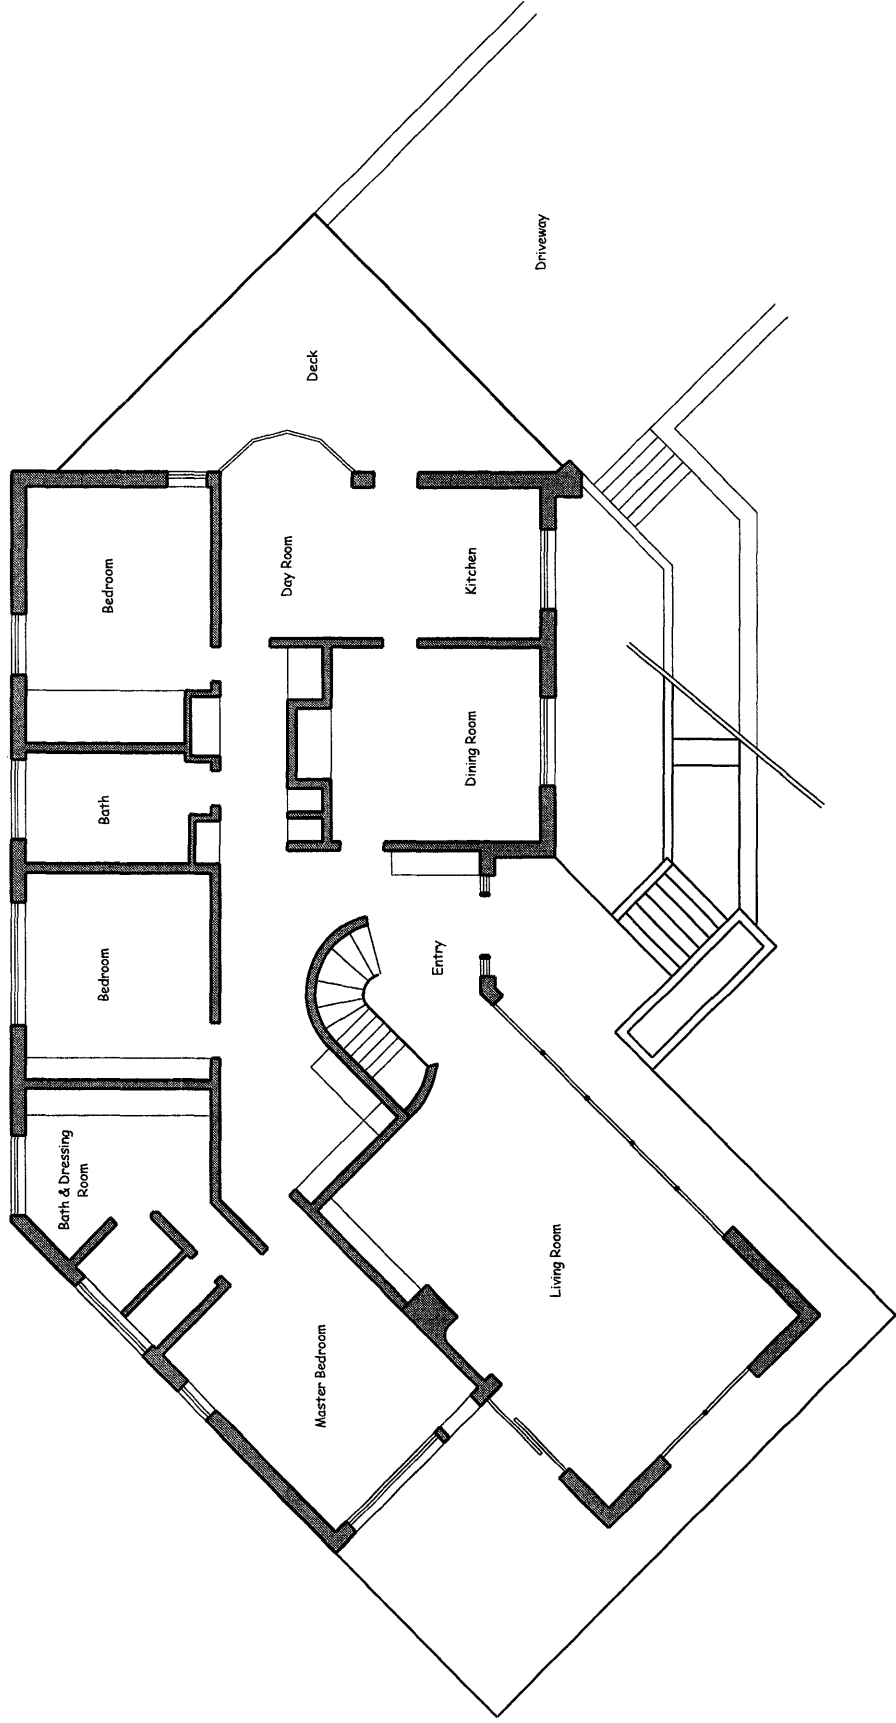 Driveway
Deck
Bedroom
Day Room
Kitchen
Dining Room
Bath
Bedroom
Entry
Bath & Dressing
Room
Living Room
Master Bedroom